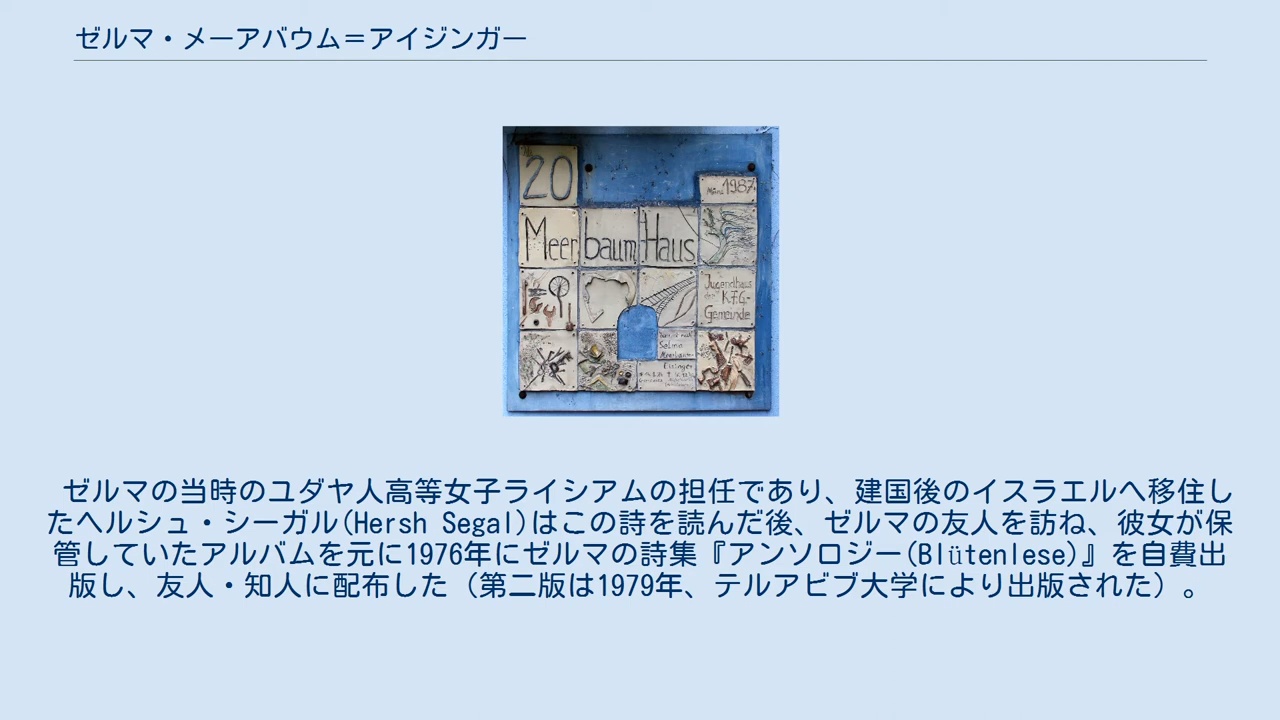 ゼルマ・メーアバウム＝アイジンガー
20
März 1987
Meerbaum Haus
Jugendhaus
der K.F.G-
Gemeinde
Selma
Meerbaum-
Eisinger
ゼルマの当時のユダヤ人高等女子ライシアムの担任であり、建国後のイスラエルへ移住し
たヘルシュ・シーガル(Hersh Segal)はこの詩を読んだ後、ゼルマの友人を訪ね、彼女が保
管していたアルバムを元に1976年にゼルマの詩集『アンソロジー(Blütenlese)』を自費出
版し、友人・知人に配布した（第二版は1979年、テルアビブ大学により出版された）。